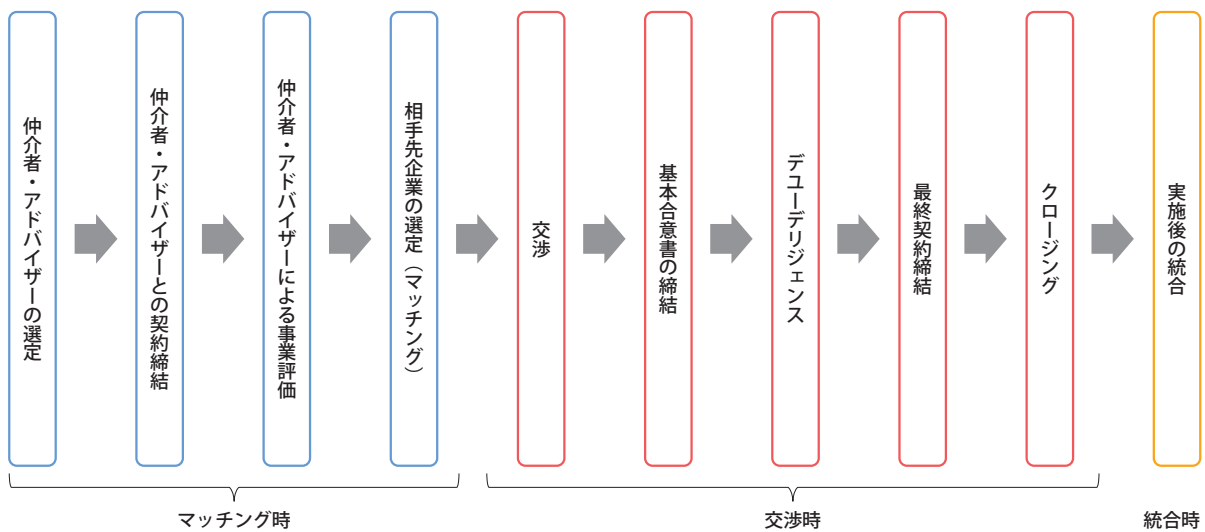 仲介者・アドバイザーの選定
仲介者・アドバイザーとの契約締結
仲介者・アドバイザーによる事業評価
相手先企業の選定（マッチング）
交渉
基本合意書の締結
デューデリジェンス
最終契約締結
クロージング
実施後の統合
マッチング時
交渉時
統合時